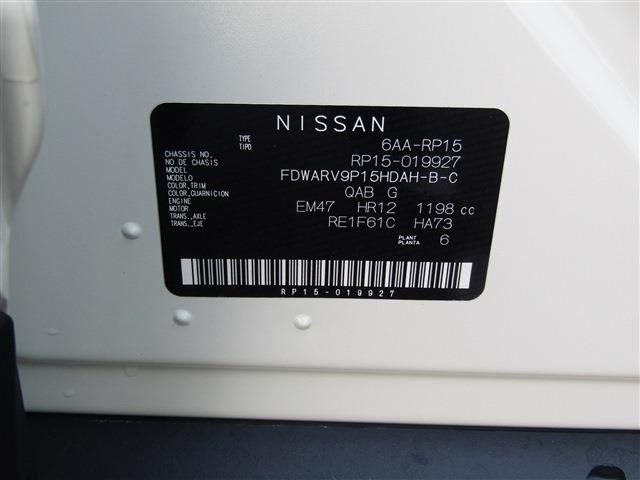 NISSAN
TYPE
TIPO
6AA-RP15
CHASSIS NO.
NO DE CHASIS
RP15-019927
MODEL
MODELO
FDWARV9P15HDAH-B-C
COLOR,TRIM
COLOR,GUARNICION
QAB G
ENGINE
MOTOR
EM47 HR12 1198 cc
TRANS.,AXLE
TRANS.,EJE
RE1F61C HA73
PLANT
PLANTA
6
RP15-019927